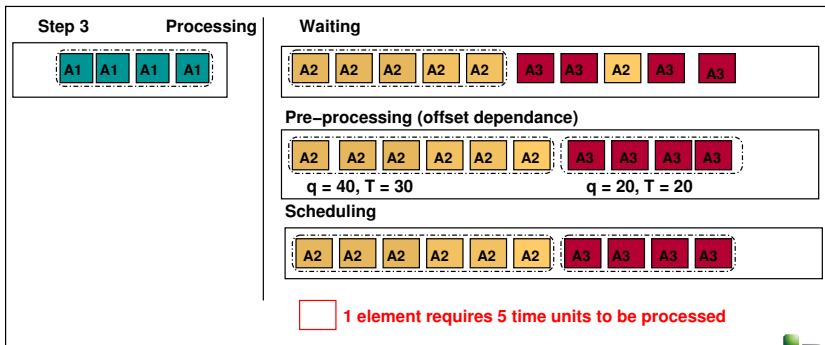 Step 3 Processing
A1 A1 A1 A1
Waiting
A2 A2 A2 A2 A2 A3 A3 A2 A3 A3
Pre-processing (offset dependance)
A2 A2 A2 A2 A2 A2 A3 A3 A3 A3
q = 40, T = 30 q = 20, T = 20
Scheduling
A2 A2 A2 A2 A2 A2 A3 A3 A3 A3
1 element requires 5 time units to be processed